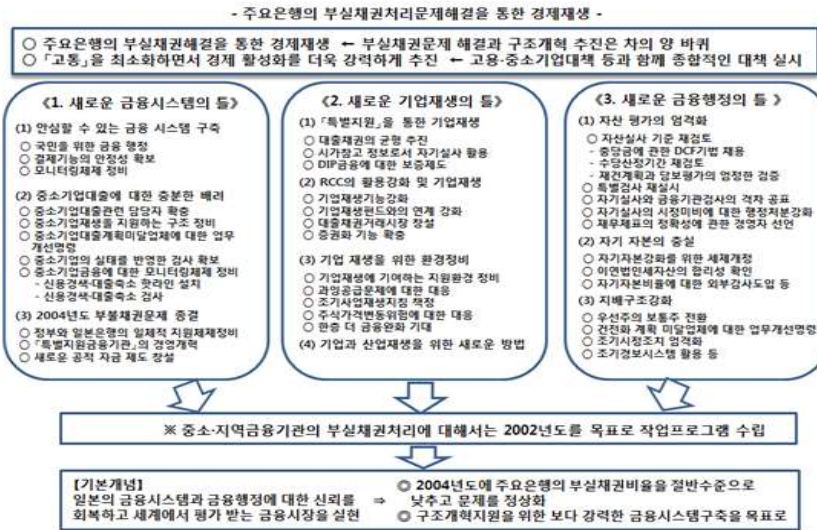 - 주요은행의 부실채권처리문제해결을 통한 경제재생 -
○ 주요은행의 부실채권해결을 통한 경제재생 ← 부실채권문제 해결과 구조개혁 추진은 차의 양 바퀴
○ 「고통」을 최소화하면서 경제 활성화를 더욱 강력하게 추진 ← 고용·중소기업대책 등과 함께 종합적인 대책 실시
《1. 새로운 금융시스템의 틀》
(1) 안심할 수 있는 금융 시스템 구축
○ 국민을 위한 금융 행정
○ 결제기능의 안정성 확보
○ 모니터링체제 정비
(2) 중소기업대출에 대한 충분한 배려
○ 중소기업대출관련 담당자 확충
○ 중소기업재생을 지원하는 구조 정비
○ 중소기업대출계획미달업체에 대한 업무
개선명령
○ 중소기업의 실태를 반영한 검사 확보
○ 중소기업금융에 대한 모니터링체제 정비
- 신용경색·대출축소 핫라인 설치
- 신용경색·대출축소 검사
(3) 2004년도 부불채권문제 종결
○ 정부와 일본은행의 일체적 지원체제정비
○ 「특별지원금융기관」의 경영개혁
○ 새로운 공적 자금 제도 창설
《2. 새로운 기업재생의 틀》
(1) 「특별지원」을 통한 기업재생
○ 대출채권의 균형 추진
○ 시가참고 정보로서 자기실사 활용
○ DIP금융에 대한 보증제도
(2) RCC의 활용강화 및 기업재생
○ 기업재생기능강화
○ 기업재생펀드와의 연계 강화
○ 대출채권거래시장 창설
○ 증권화 기능 확충
(3) 기업 재생을 위한 환경정비
○ 기업재생에 기여하는 지원환경 정비
○ 과잉공급문제에 대한 대응
○ 조기사업재생지침 책정
○ 주식가격변동위험에 대한 대응
○ 한층 더 금융완화 기대
(4) 기업과 산업재생을 위한 새로운 방법
《3. 새로운 금융행정의 틀 》
(1) 자산 평가의 엄격화
○ 자산실사 기준 재검토
- 충당금에 관한 DCF기법 채용
- 수당산정기간 재검토
- 재건계획과 담보평가의 엄정한 검증
○ 특별검사 재실시
○ 자기실사와 금융기관검사의 격차 공표
○ 자기실사의 시정미비에 대한 행정처분강화
○ 재무제표의 정확성에 관한 경영자 선언
(2) 자기 자본의 충실
○ 자기자본강화를 위한 세제개정
○ 이연법인세자산의 합리성 확인
○ 자기자본비율에 대한 외부감사도입 등
(3) 지배구조강화
○ 우선주의 보통주 전환
○ 건전화 계획 미달업체에 대한 업무개선명령
○ 조기시정조치 엄격화
○ 조기경보시스템 활용 등
※ 중소·지역금융기관의 부실채권처리에 대해서는 2002년도를 목표로 작업프로그램 수립
[기본개념]
일본의 금융시스템과 금융행정에 대한 신뢰를
회복하고 세계에서 평가 받는 금융시장을 실현
⇒
◎ 2004년도에 주요은행의 부실채권비율을 절반수준으로
낮추고 문제를 정상화
◎ 구조개혁지원을 위한 보다 강력한 금융시스템구축을 목표로